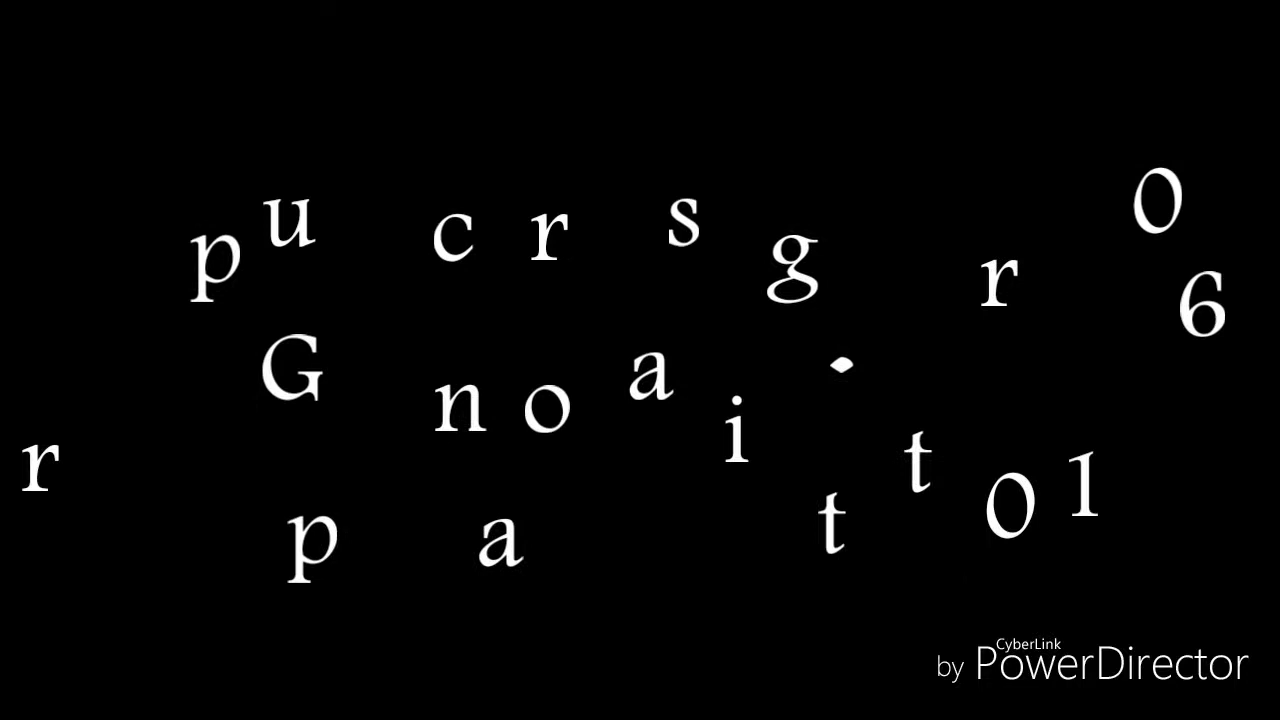 p u c r s g r 0
6
G n o a i .
r t t 0 1
p a
CyberLink
by PowerDirector